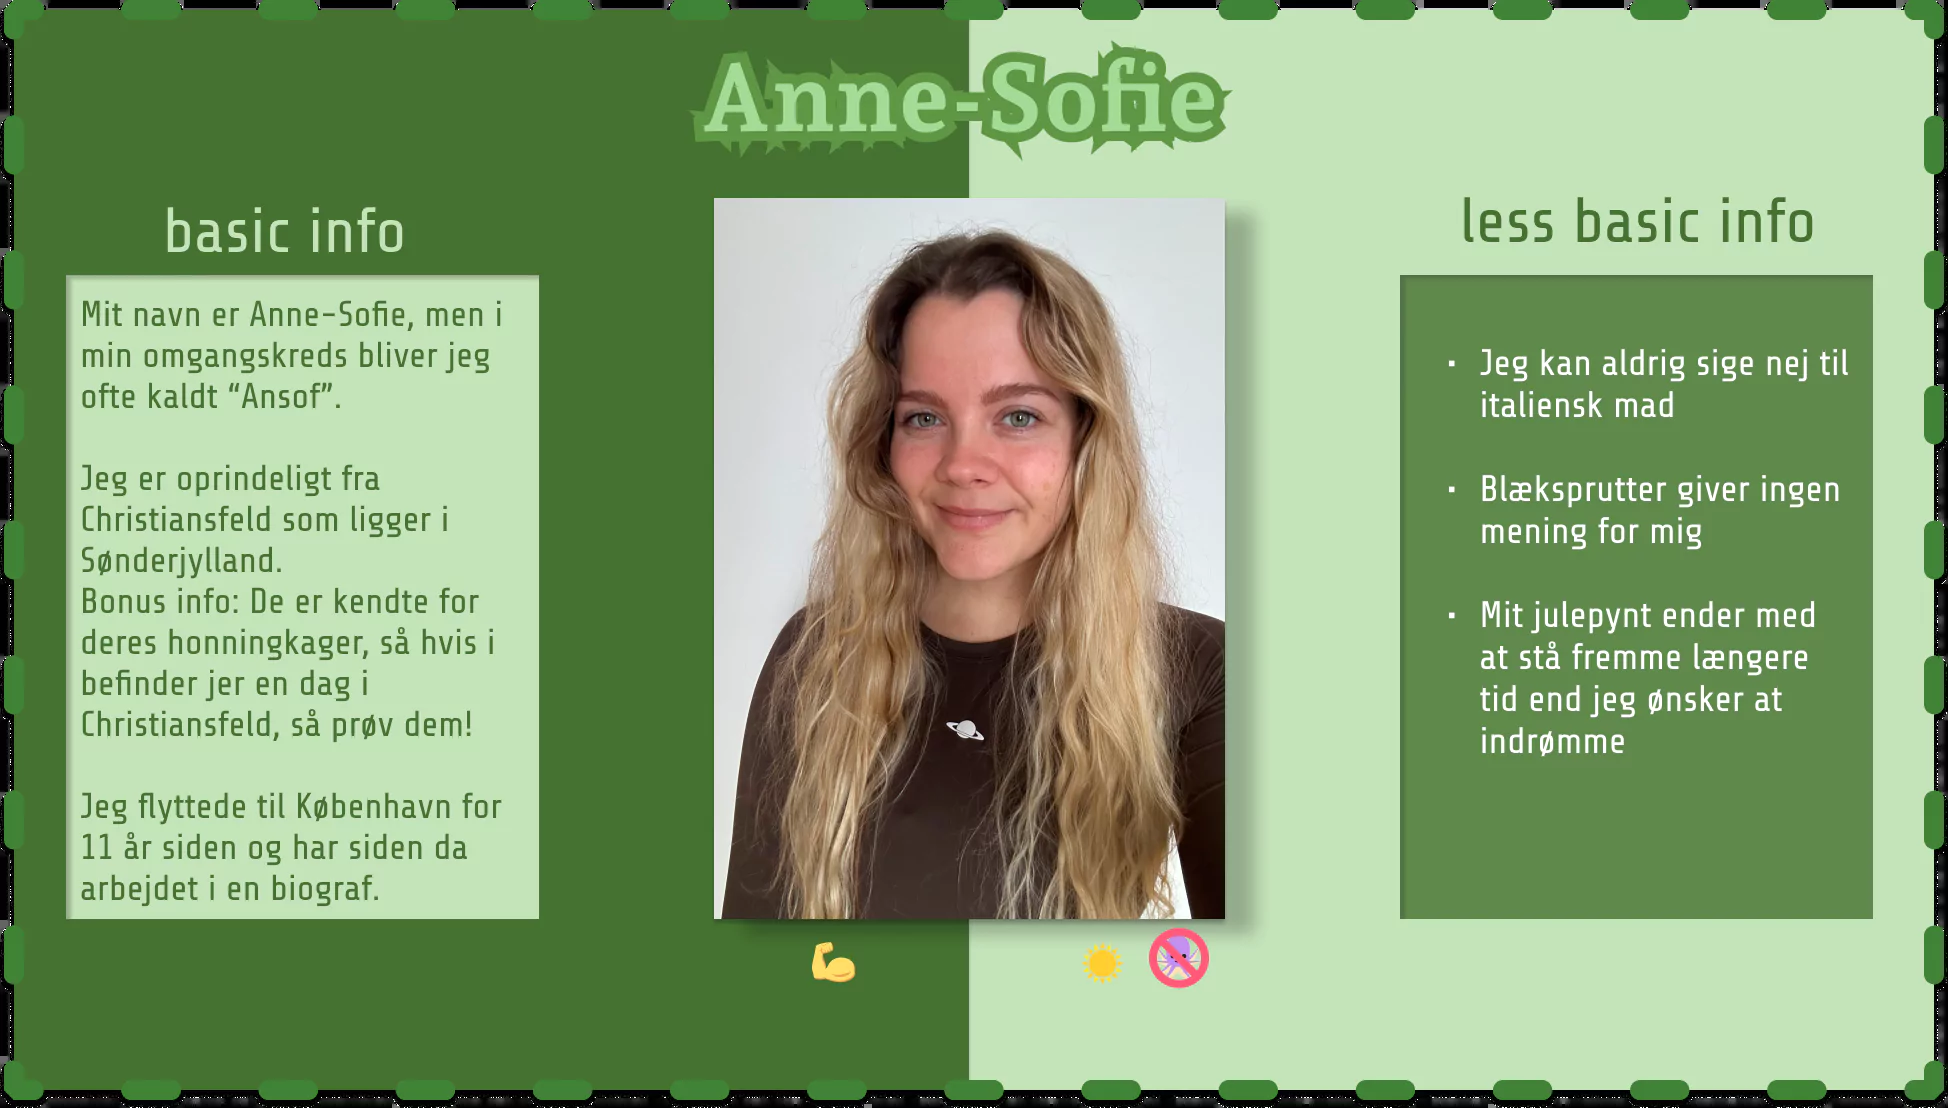 Anne-Sofie
basic info
Mit navn er Anne-Sofie, men i
min omgangskreds bliver jeg
ofte kaldt “Ansof”.
Jeg er oprindeligt fra
Christiansfeld som ligger i
Sønderjylland.
Bonus info: De er kendte for
deres honningkager, så hvis i
befinder jer en dag i
Christiansfeld, så prøv dem!
Jeg flyttede til København for
11 år siden og har siden da
arbejdet i en biograf.
less basic info
· Jeg kan aldrig sige nej til
italiensk mad
· Blæksprutter giver ingen
mening for mig
· Mit julepynt ender med
at stå fremme længere
tid end jeg ønsker at
indrømme